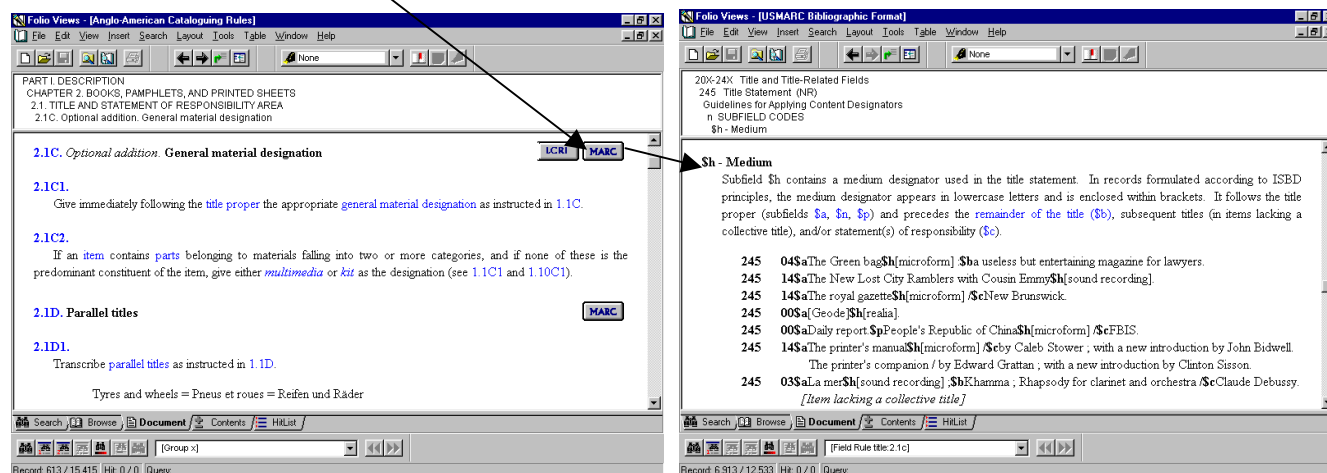 Folio Views - [Anglo-American Cataloguing Rules]
File Edit View Insert Search Layout Tools Table Window Help
None
PART I. DESCRIPTION
CHAPTER 2. BOOKS, PAMPHLETS, AND PRINTED SHEETS
2.1. TITLE AND STATEMENT OF RESPONSIBILITY AREA
2.1C. Optional addition. General material designation
2.1C. Optional addition. General material designation
LCRI MARC
2.1C1.
Give immediately following the title proper the appropriate general material designation as instructed in 1.1C.
2.1C2.
If an item contains parts belonging to materials falling into two or more categories, and if none of these is the
predominant constituent of the item, give either multimedia or kit as the designation (see 1.1C1 and 1.10C1).
2.1D. Parallel titles
MARC
2.1D1.
Transcribe parallel titles as instructed in 1.1D.
Tyres and wheels = Pneus et roues = Reifen und Räder
Search Browse Document Contents HitList
[Group x]
Record: 613 / 15,415 Hit: 0 / 0 Query:
Folio Views - [USMARC Bibliographic Format]
File Edit View Insert Search Layout Tools Table Window Help
None
20X-24X Title and Title-Related Fields
245 Title Statement (NR)
Guidelines for Applying Content Designators
n SUBFIELD CODES
$h - Medium
$h - Medium
Subfield $h contains a medium designator used in the title statement. In records formulated according to ISBD
principles, the medium designator appears in lowercase letters and is enclosed within brackets. It follows the title
proper (subfields $a, $n, $p) and precedes the remainder of the title ($b), subsequent titles (in items lacking a
collective title), and/or statement(s) of responsibility ($c).
245 04$aThe Green bag$h[microform] :$ba useless but entertaining magazine for lawyers.
245 14$aThe New Lost City Ramblers with Cousin Emmy$h[sound recording].
245 14$aThe royal gazette$h[microform] /$cNew Brunswick.
245 00$a[Geode]$h[realia].
245 00$aDaily report.$pPeople's Republic of China$h[microform] /$cFBIS.
245 14$aThe printer's manual$h[microform] /$cby Caleb Stower ; with a new introduction by John Bidwell.
The printer's companion / by Edward Grattan ; with a new introduction by Clinton Sisson.
245 03$aLa mer$h[sound recording] ;$bKhamma ; Rhapsody for clarinet and orchestra /$cClaude Debussy.
[Item lacking a collective title]
Search Browse Document Contents HitList
[Field Rule title:2.1c]
Record: 6,913 / 12,533 Hit: 0 / 0 Query: